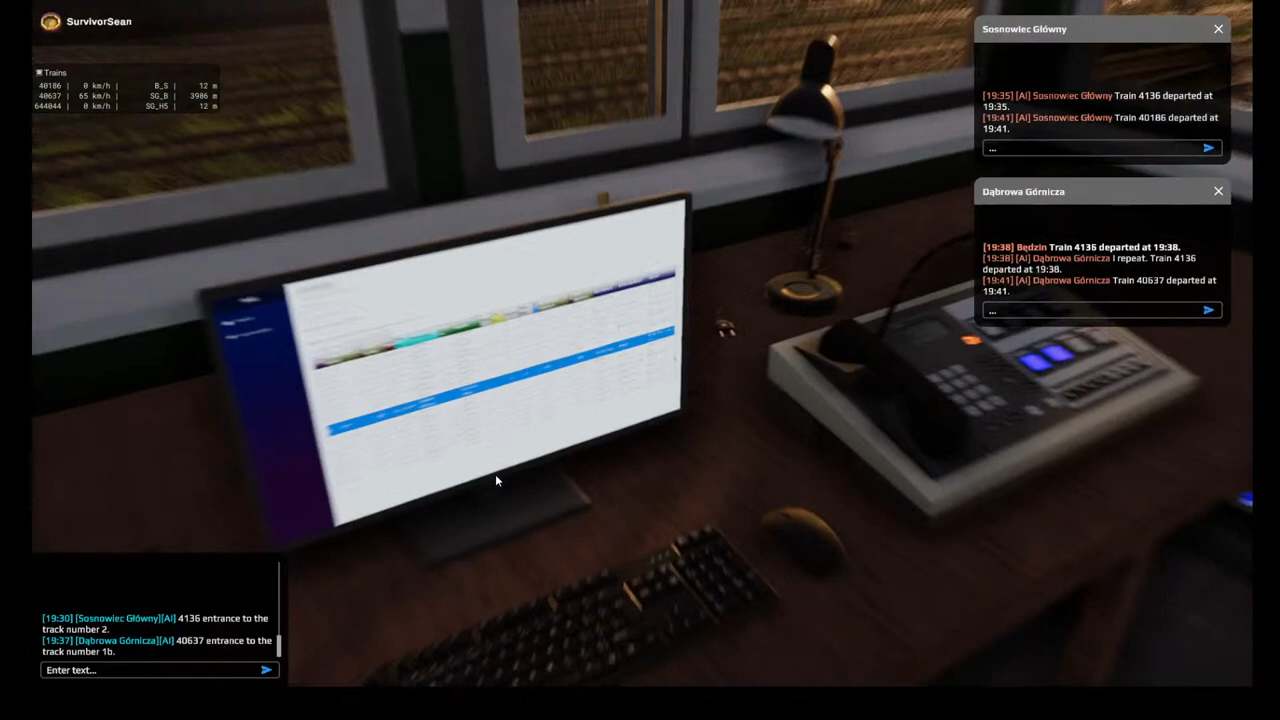 SurvivorSean
Trains
40186 | 0 km/h | B_S | 12 m
40637 | 65 km/h | SG_B | 3986 m
644044 | 0 km/h | SG_H5 | 12 m
Sosnowiec Główny
[19:35] [AI] Sosnowiec Główny Train 4136 departed at
19:35.
[19:41] [AI] Sosnowiec Główny Train 40186 departed at
19:41.
...
Dąbrowa Górnicza
[19:38] Będzin Train 4136 departed at 19:38.
[19:38] [AI] Dąbrowa Górnicza I repeat. Train 4136
departed at 19:38.
[19:41] [AI] Dąbrowa Górnicza Train 40637 departed at
19:41.
...
[19:30] [Sosnowiec Główny][AI] 4136 entrance to the
track number 2.
[19:37] [Dąbrowa Górnicza][AI] 40637 entrance to the
track number 1b.
Enter text...